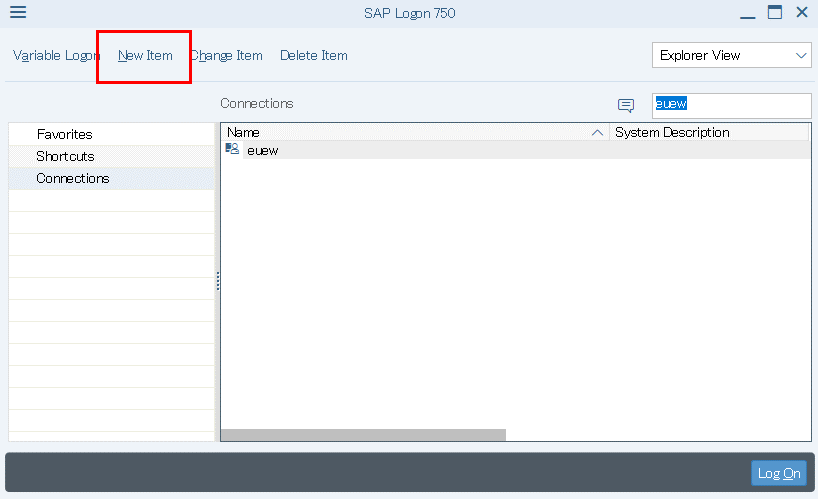 SAP Logon 750
Variable Logon New Item Change Item Delete Item Explorer View
Connections euew
Favorites
Shortcuts
Connections
Name System Description
euew
Log On